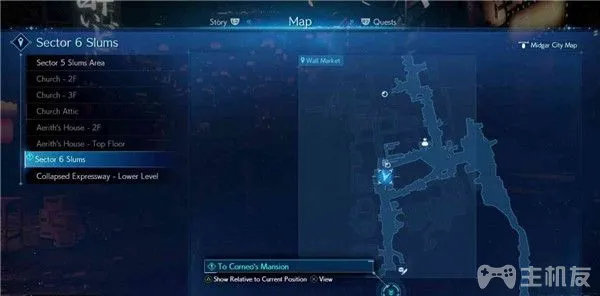 Story
Map
Quests
Sector 6 Slums
Midgar City Map
Sector 5 Slums Area
Church - 2F
Church - 3F
Church Attic
Aerith's House - 2F
Aerith's House - Top Floor
Sector 6 Slums
Collapsed Expressway - Lower Level
Wall Market
To Corneo's Mansion
Show Relative to Current Position
View
主机友